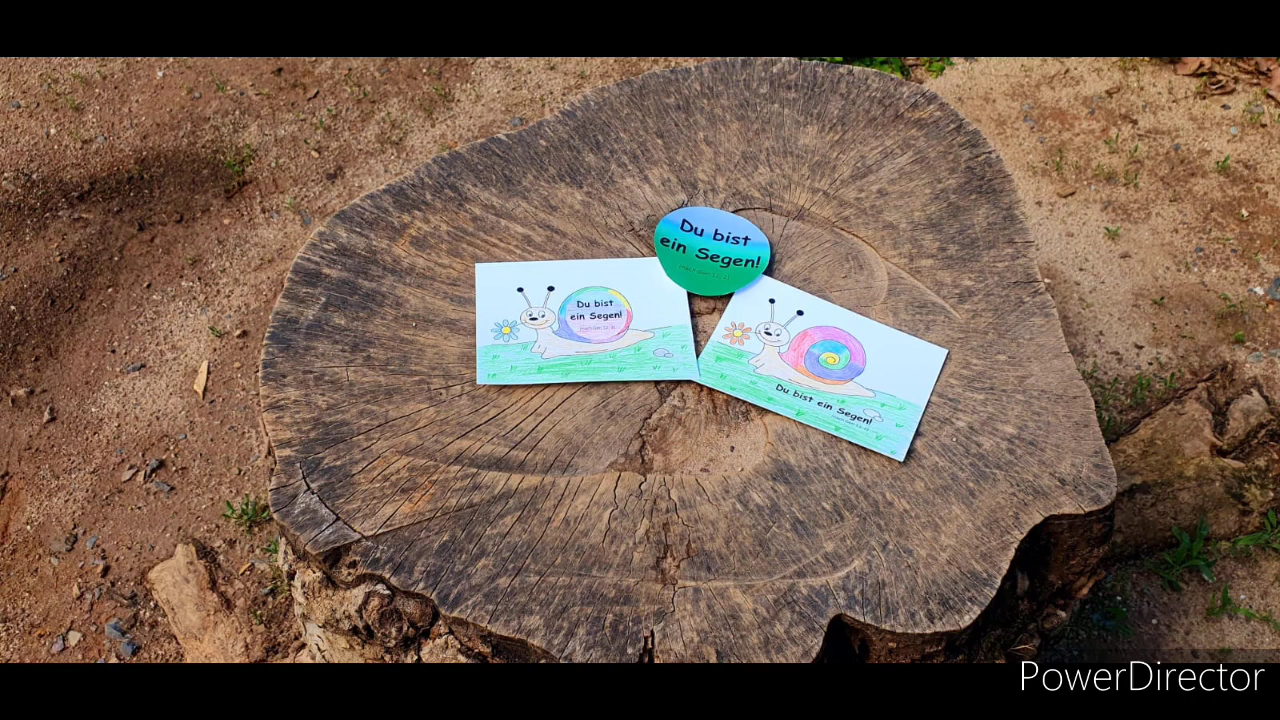 Du bist
ein Segen!
Du bist
ein Segen!
Du bist ein Segen!
PowerDirector